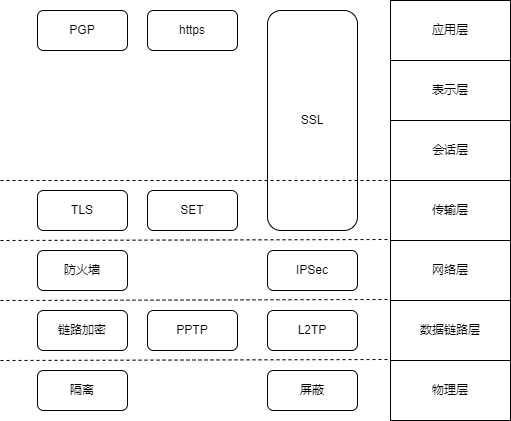 PGP
https
应用层
表示层
SSL
会话层
TLS
SET
传输层
防火墙
IPSec
网络层
链路加密
PPTP
L2TP
数据链路层
隔离
屏蔽
物理层